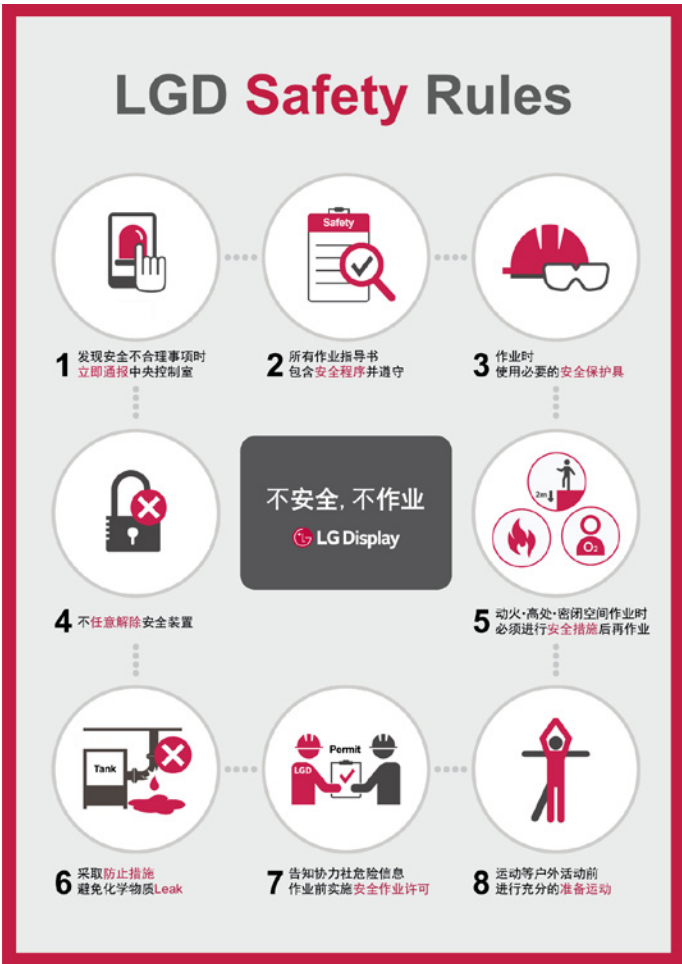 LGD Safety Rules
Safety
1 发现安全不合理事项时
立即通报中央控制室
2 所有作业指导书
包含安全程序并遵守
3 作业时
使用必要的安全保护具
不安全, 不作业
LG Display
4 不任意解除安全装置
2m
O2
5 动火·高处·密闭空间作业时
必须进行安全措施后再作业
Tank
6 采取防止措施
避免化学物质Leak
Permit
LGD
7 告知协力社危险信息
作业前实施安全作业许可
8 运动等户外活动前
进行充分的准备运动